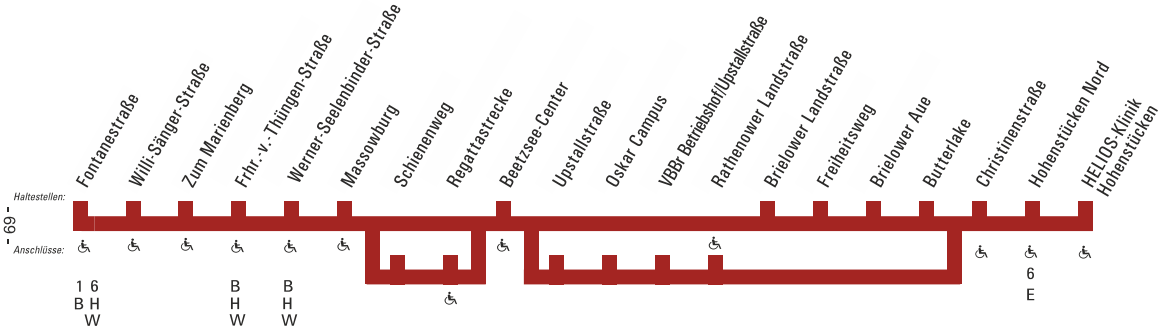 Fontanestraße
Willi-Sänger-Straße
Zum Marienberg
Frhr.-v.-Thüngen-Straße
Werner-Seelenbinder-Straße
Massowburg
Schienenweg
Regattastrecke
Beetzsee-Center
Upstallstraße
Oskar Campus
VBBr Betriebshof/Upstallstraße
Rathenower Landstraße
Brielower Landstraße
Freiheitsweg
Brielower Aue
Butterlake
Christinenstraße
Hohenstücken Nord
HELIOS-Klinik
Hohenstücken
Haltestellen:
- 69 -
Anschlüsse:
1 6 B B 6
B H H H E
W W W